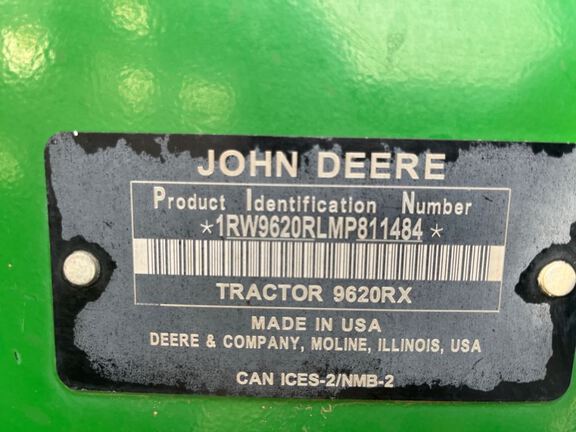 JOHN DEERE
Product Identification Number
*1RW9620RLMP811484*
TRACTOR 9620RX
MADE IN USA
DEERE & COMPANY, MOLINE, ILLINOIS, USA
CAN ICES-2/NMB-2